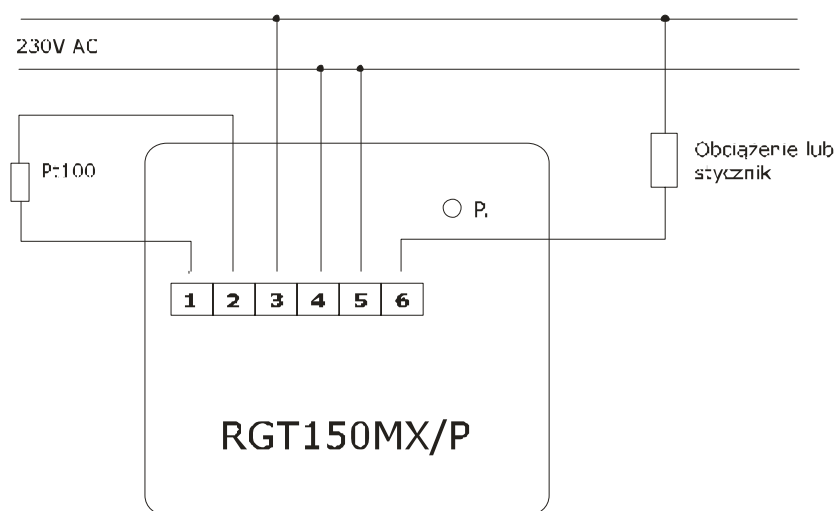 230V AC
Pt100
Obciążenie lub
stycznik
P.
1 2 3 4 5 6
RGT150MX/P